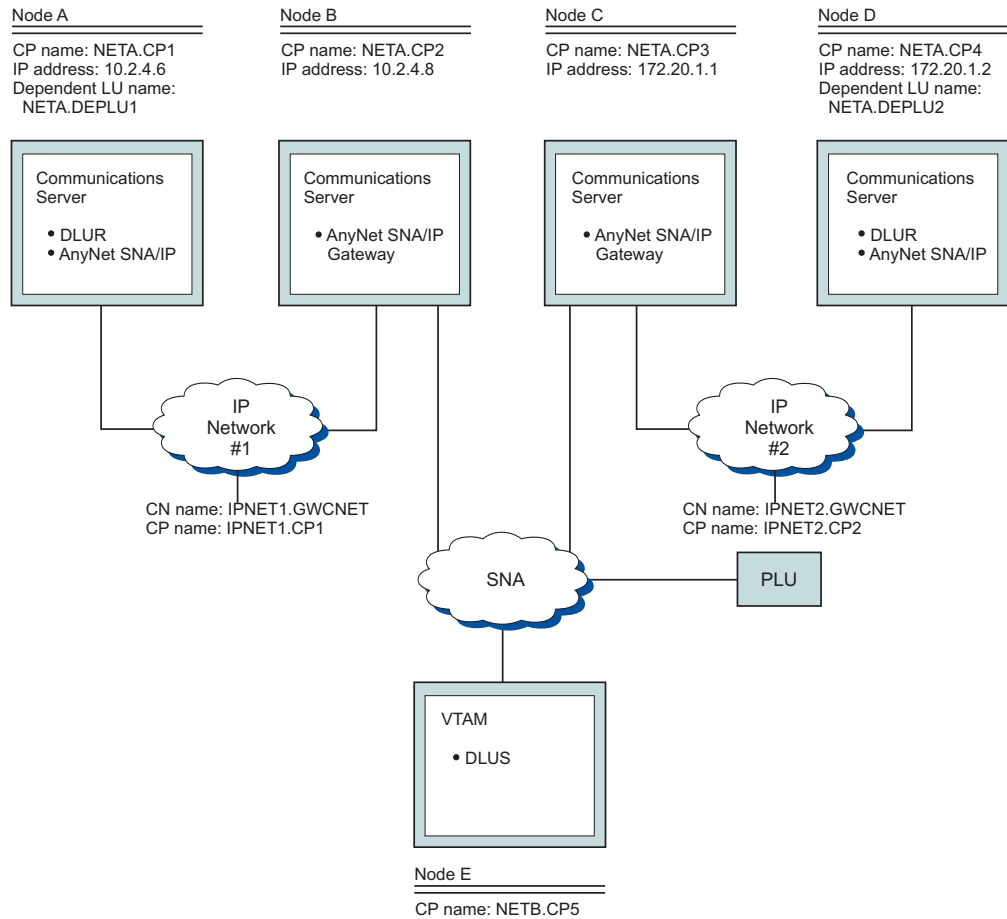 Node A
CP name: NETA.CP1
IP address: 10.2.4.6
Dependent LU name:
NETA.DEPLU1
Node B
CP name: NETA.CP2
IP address: 10.2.4.8
Node C
CP name: NETA.CP3
IP address: 172.20.1.1
Node D
CP name: NETA.CP4
IP address: 172.20.1.2
Dependent LU name:
NETA.DEPLU2
Communications
Server
• DLUR
• AnyNet SNA/IP
Communications
Server
• AnyNet SNA/IP
Gateway
Communications
Server
• AnyNet SNA/IP
Gateway
Communications
Server
• DLUR
• AnyNet SNA/IP
IP
Network
#1
IP
Network
#2
CN name: IPNET1.GWCNET
CP name: IPNET1.CP1
CN name: IPNET2.GWCNET
CP name: IPNET2.CP2
SNA
PLU
VTAM
• DLUS
Node E
CP name: NETB.CP5